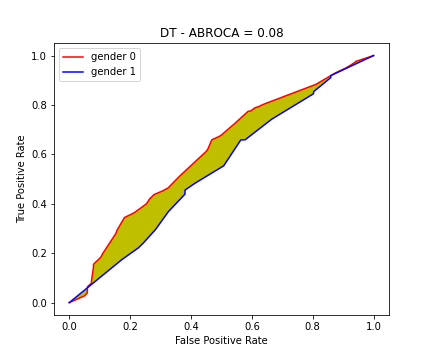 DT - ABROCA = 0.08
gender 0
gender 1
True Positive Rate
1.0
0.8
0.6
0.4
0.2
0.0
0.0 0.2 0.4 0.6 0.8 1.0
False Positive Rate